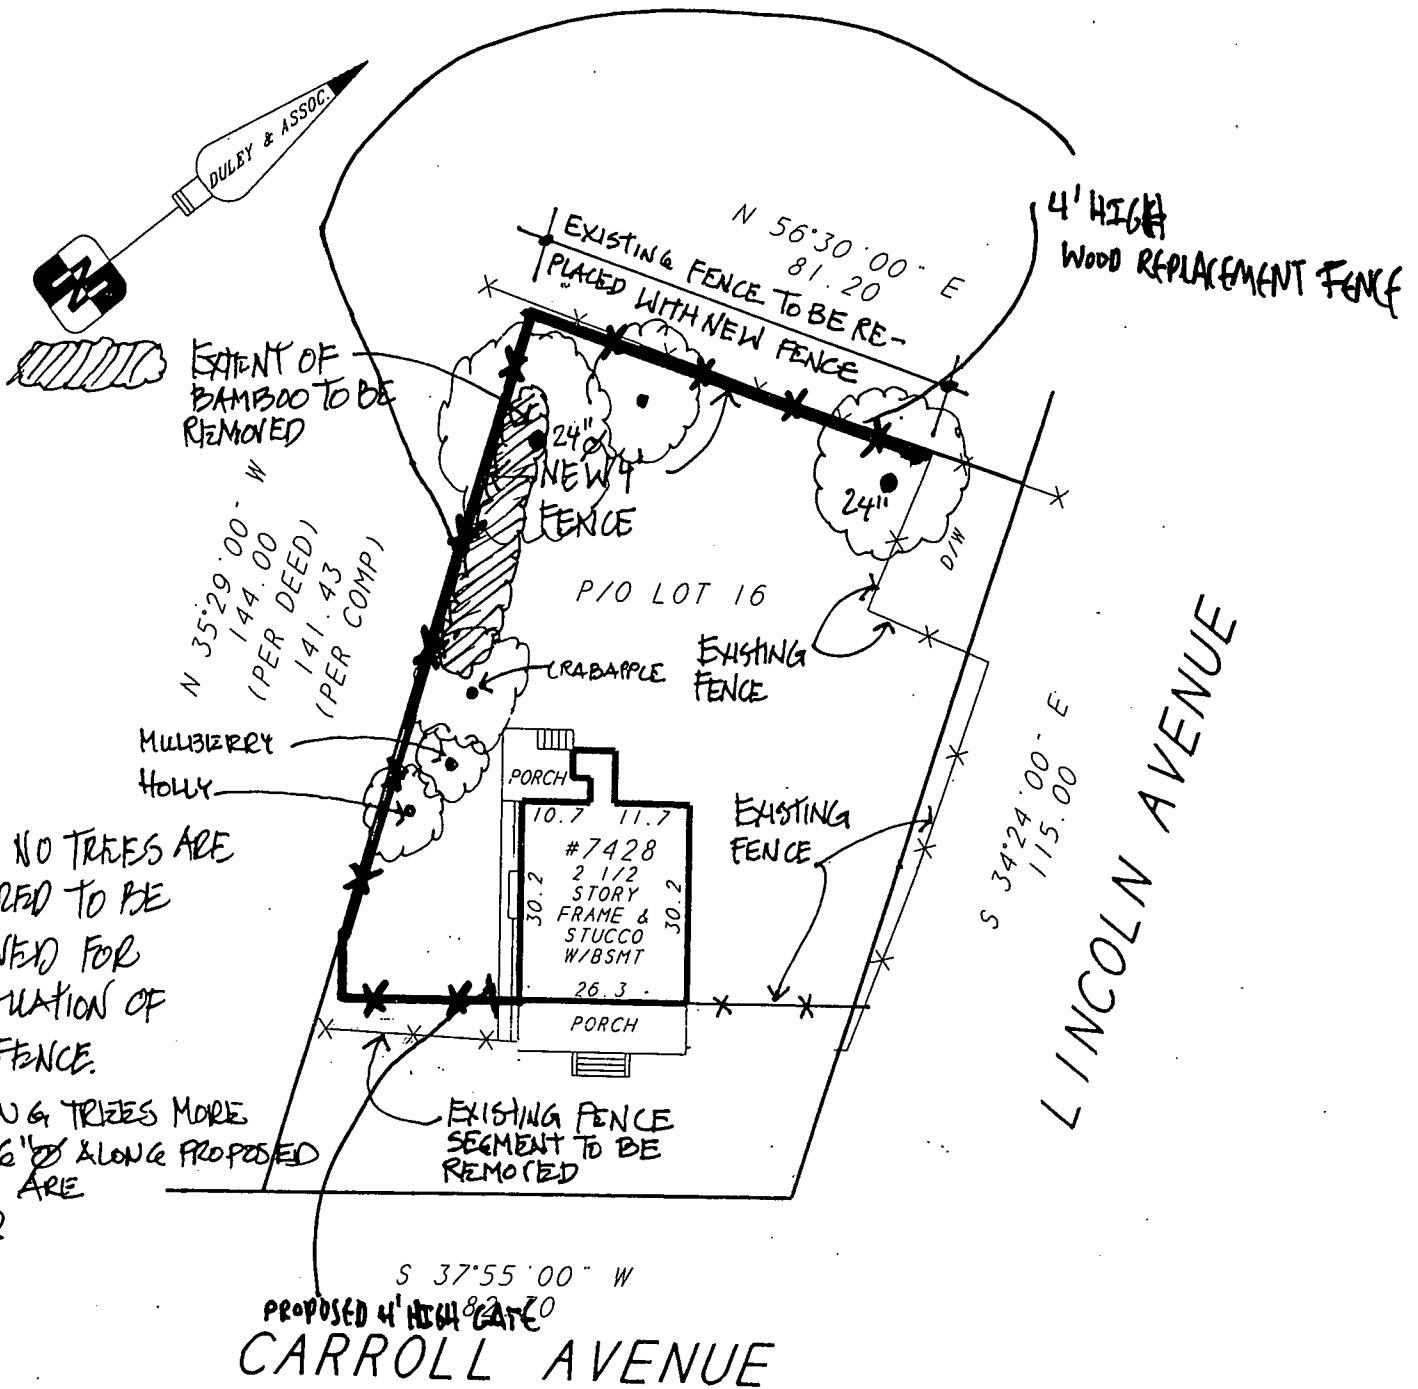 DULEY & ASSOC.
4' HIGH
WOOD REPLACEMENT FENCE
N 56°30'00" E
81.20
EXISTING FENCE TO BE RE-
PLACED WITH NEW FENCE
EXTENT OF
BAMBOO TO BE
REMOVED
24"Ø
NEW 4'
FENCE
24"
D/W
N 35°29'00" W
144.00
(PER DEED)
141.43
(PER COMP)
P/O LOT 16
CRABAPPLE
EXISTING
FENCE
MULBERRY
HOLLY
PORCH
10.7 11.7
#7428
2 1/2
STORY
FRAME &
STUCCO
W/BSMT
30.2
30.2
26.3
PORCH
EXISTING
FENCE
S 34°24'00" E
115.00
LINCOLN AVENUE
NO TREES ARE
RED TO BE
VED FOR
LLATION OF
FENCE.
NG TREES MORE
6"Ø ALONG PROPOSED
ARE
EXISTING FENCE
SEGMENT TO BE
REMOVED
S 37°55'00" W
PROPOSED 4' HIGH GATE
CARROLL AVENUE